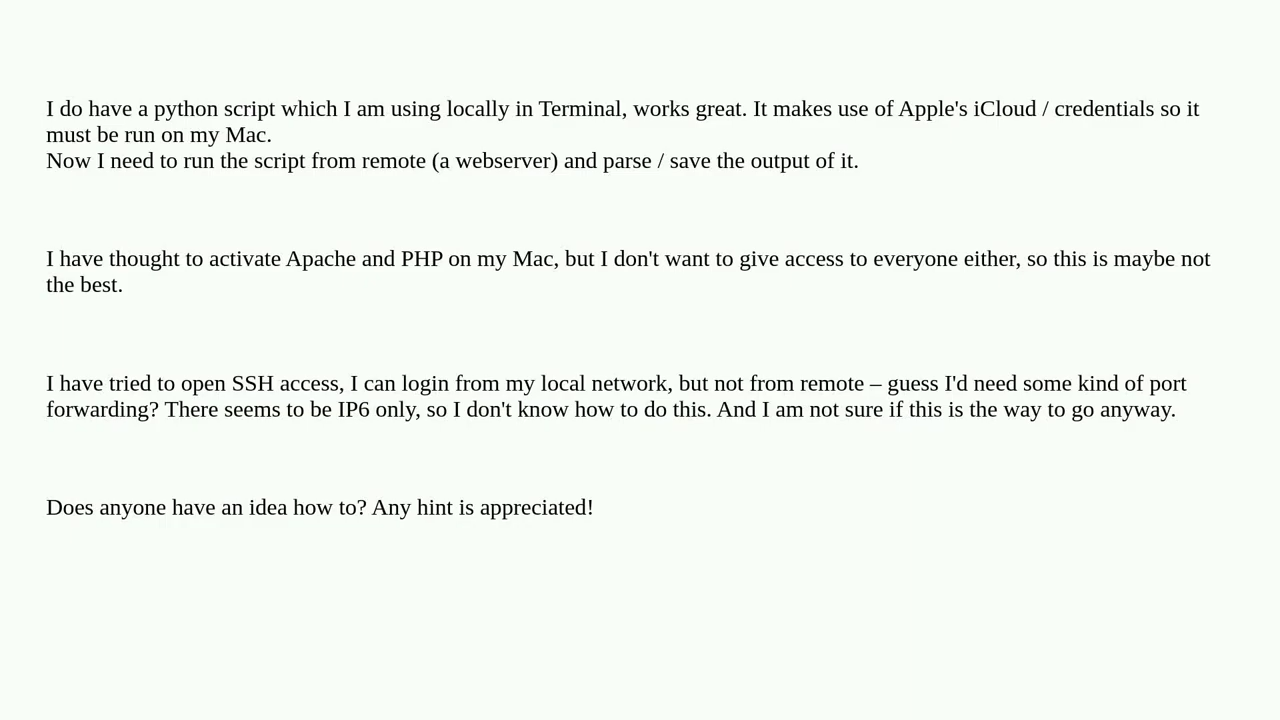 I do have a python script which I am using locally in Terminal, works great. It makes use of Apple's iCloud / credentials so it
must be run on my Mac.
Now I need to run the script from remote (a webserver) and parse / save the output of it.
I have thought to activate Apache and PHP on my Mac, but I don't want to give access to everyone either, so this is maybe not
the best.
I have tried to open SSH access, I can login from my local network, but not from remote – guess I'd need some kind of port
forwarding? There seems to be IP6 only, so I don't know how to do this. And I am not sure if this is the way to go anyway.
Does anyone have an idea how to? Any hint is appreciated!